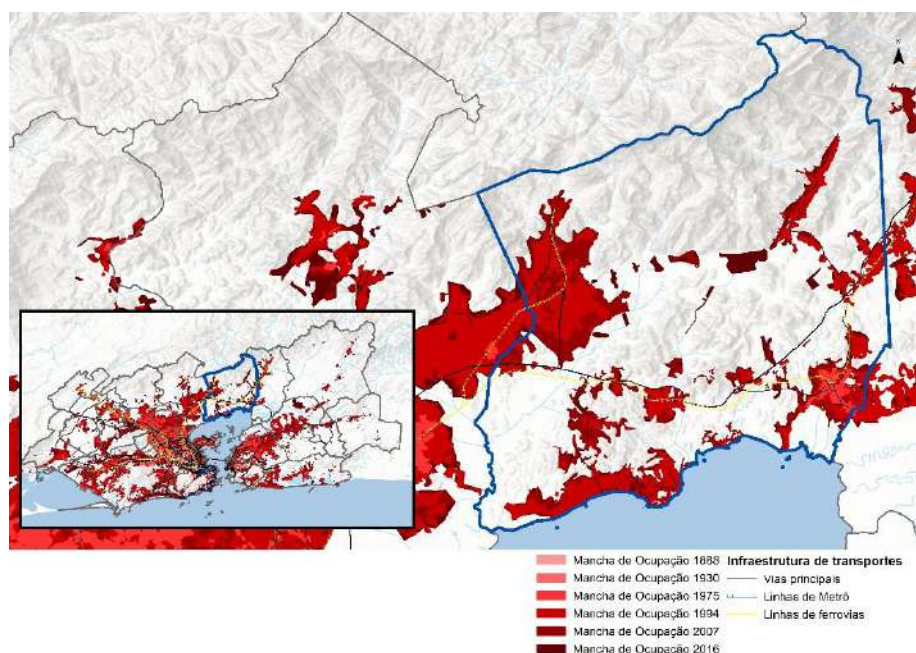 Mancha de Ocupação 1888
Mancha de Ocupação 1930
Mancha de Ocupação 1975
Mancha de Ocupação 1994
Mancha de Ocupação 2007
Mancha de Ocupação 2016
Infraestrutura de transportes
Vias principais
Linhas de Metrô
Linhas de ferrovias